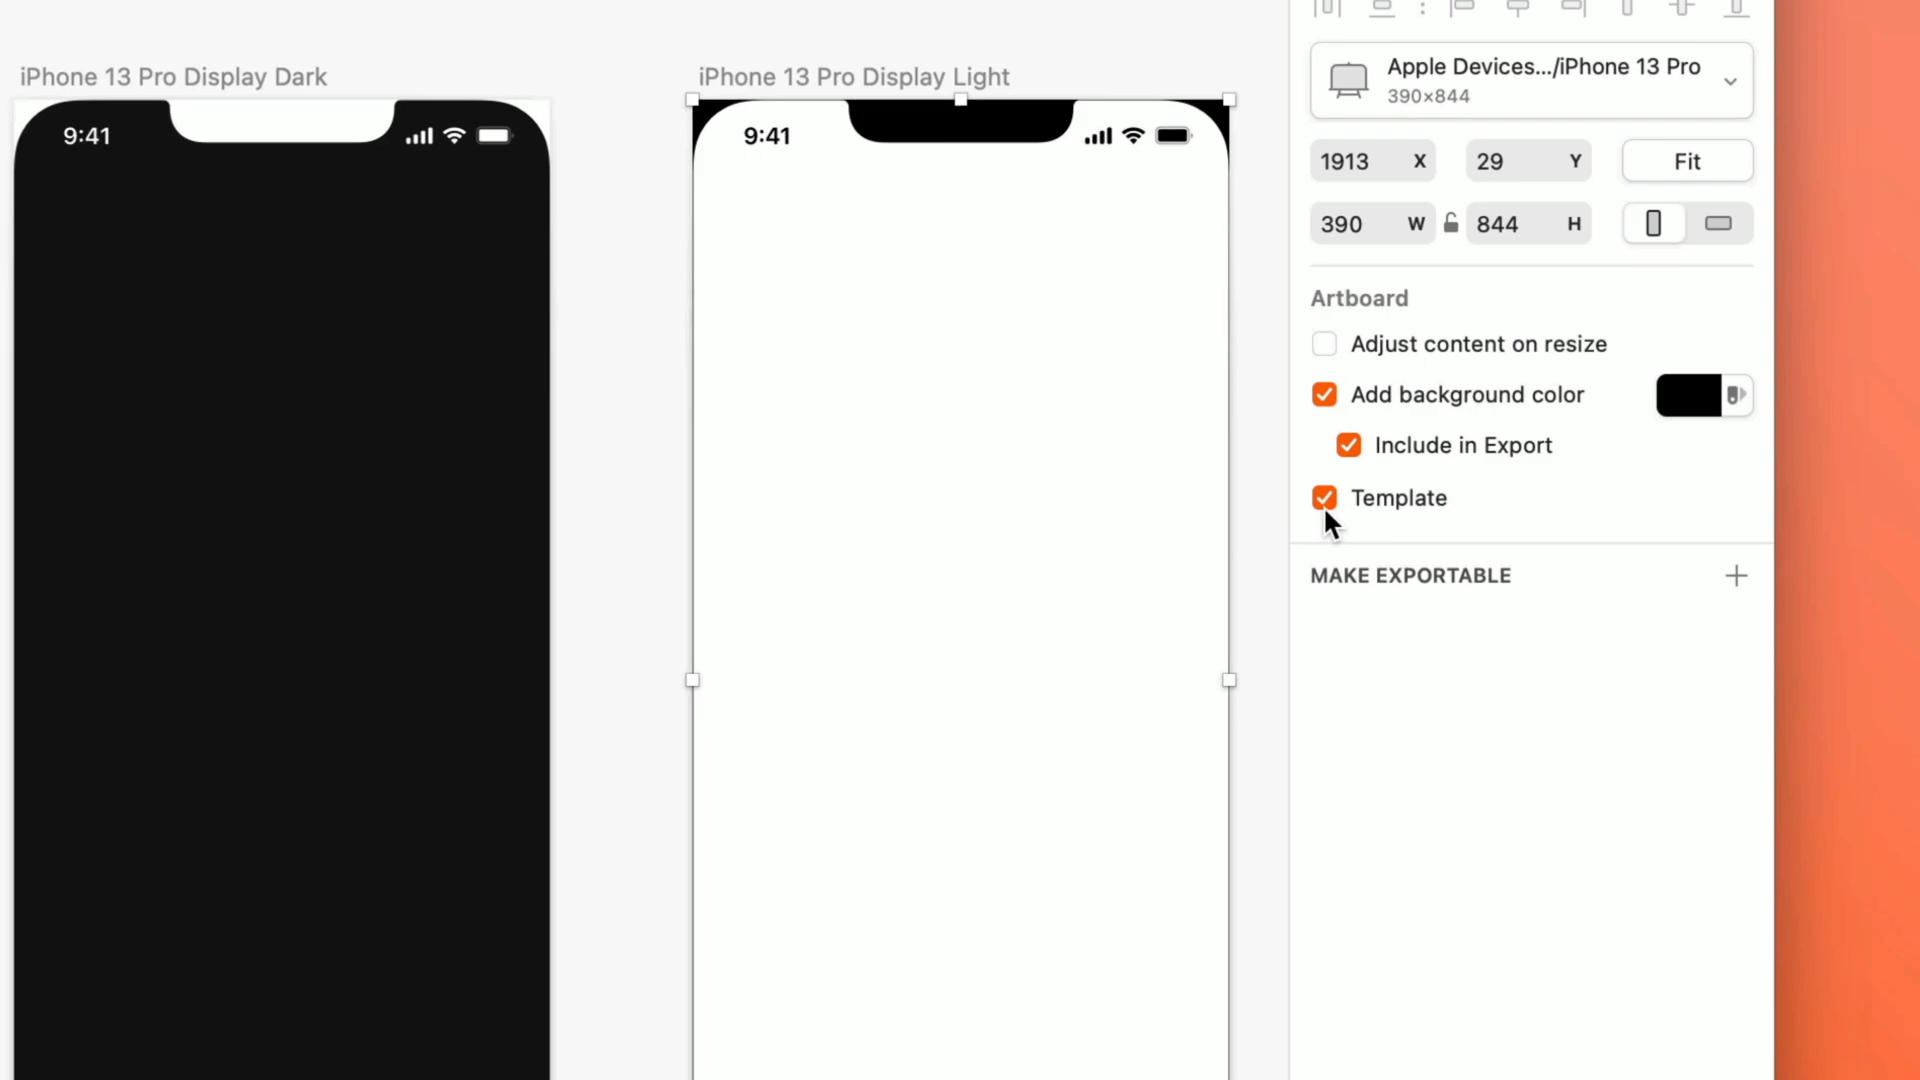 iPhone 13 Pro Display Dark
9:41
iPhone 13 Pro Display Light
9:41
Apple Devices.../iPhone 13 Pro
390×844
1913 X
29 Y
Fit
390 W
844 H
Artboard
Adjust content on resize
Add background color
Include in Export
Template
MAKE EXPORTABLE